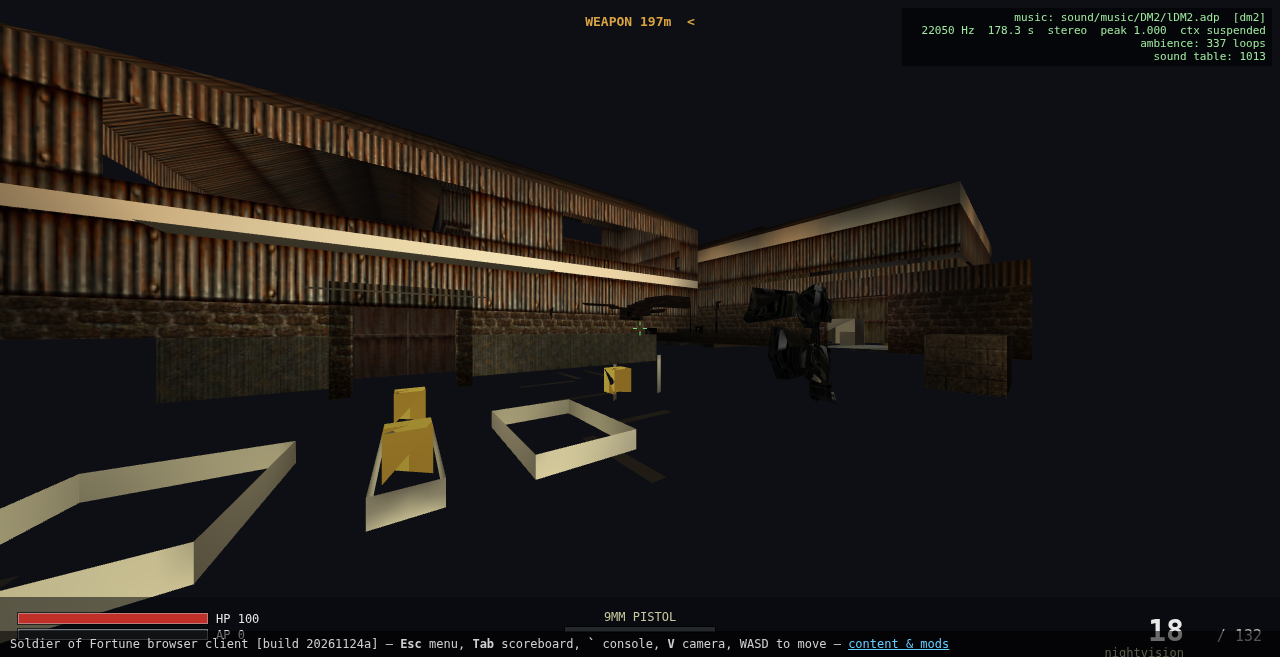 WEAPON 197m <
music: sound/music/DM2/lDM2.adp [dm2]
22050 Hz 178.3 s stereo peak 1.000 ctx suspended
ambience: 337 loops
sound table: 1013
HP 100
AP 0
9MM PISTOL
18 / 132
nightvision
Soldier of Fortune browser client [build 20261124a] — Esc menu, Tab scoreboard, ` console, V camera, WASD to move — content & mods